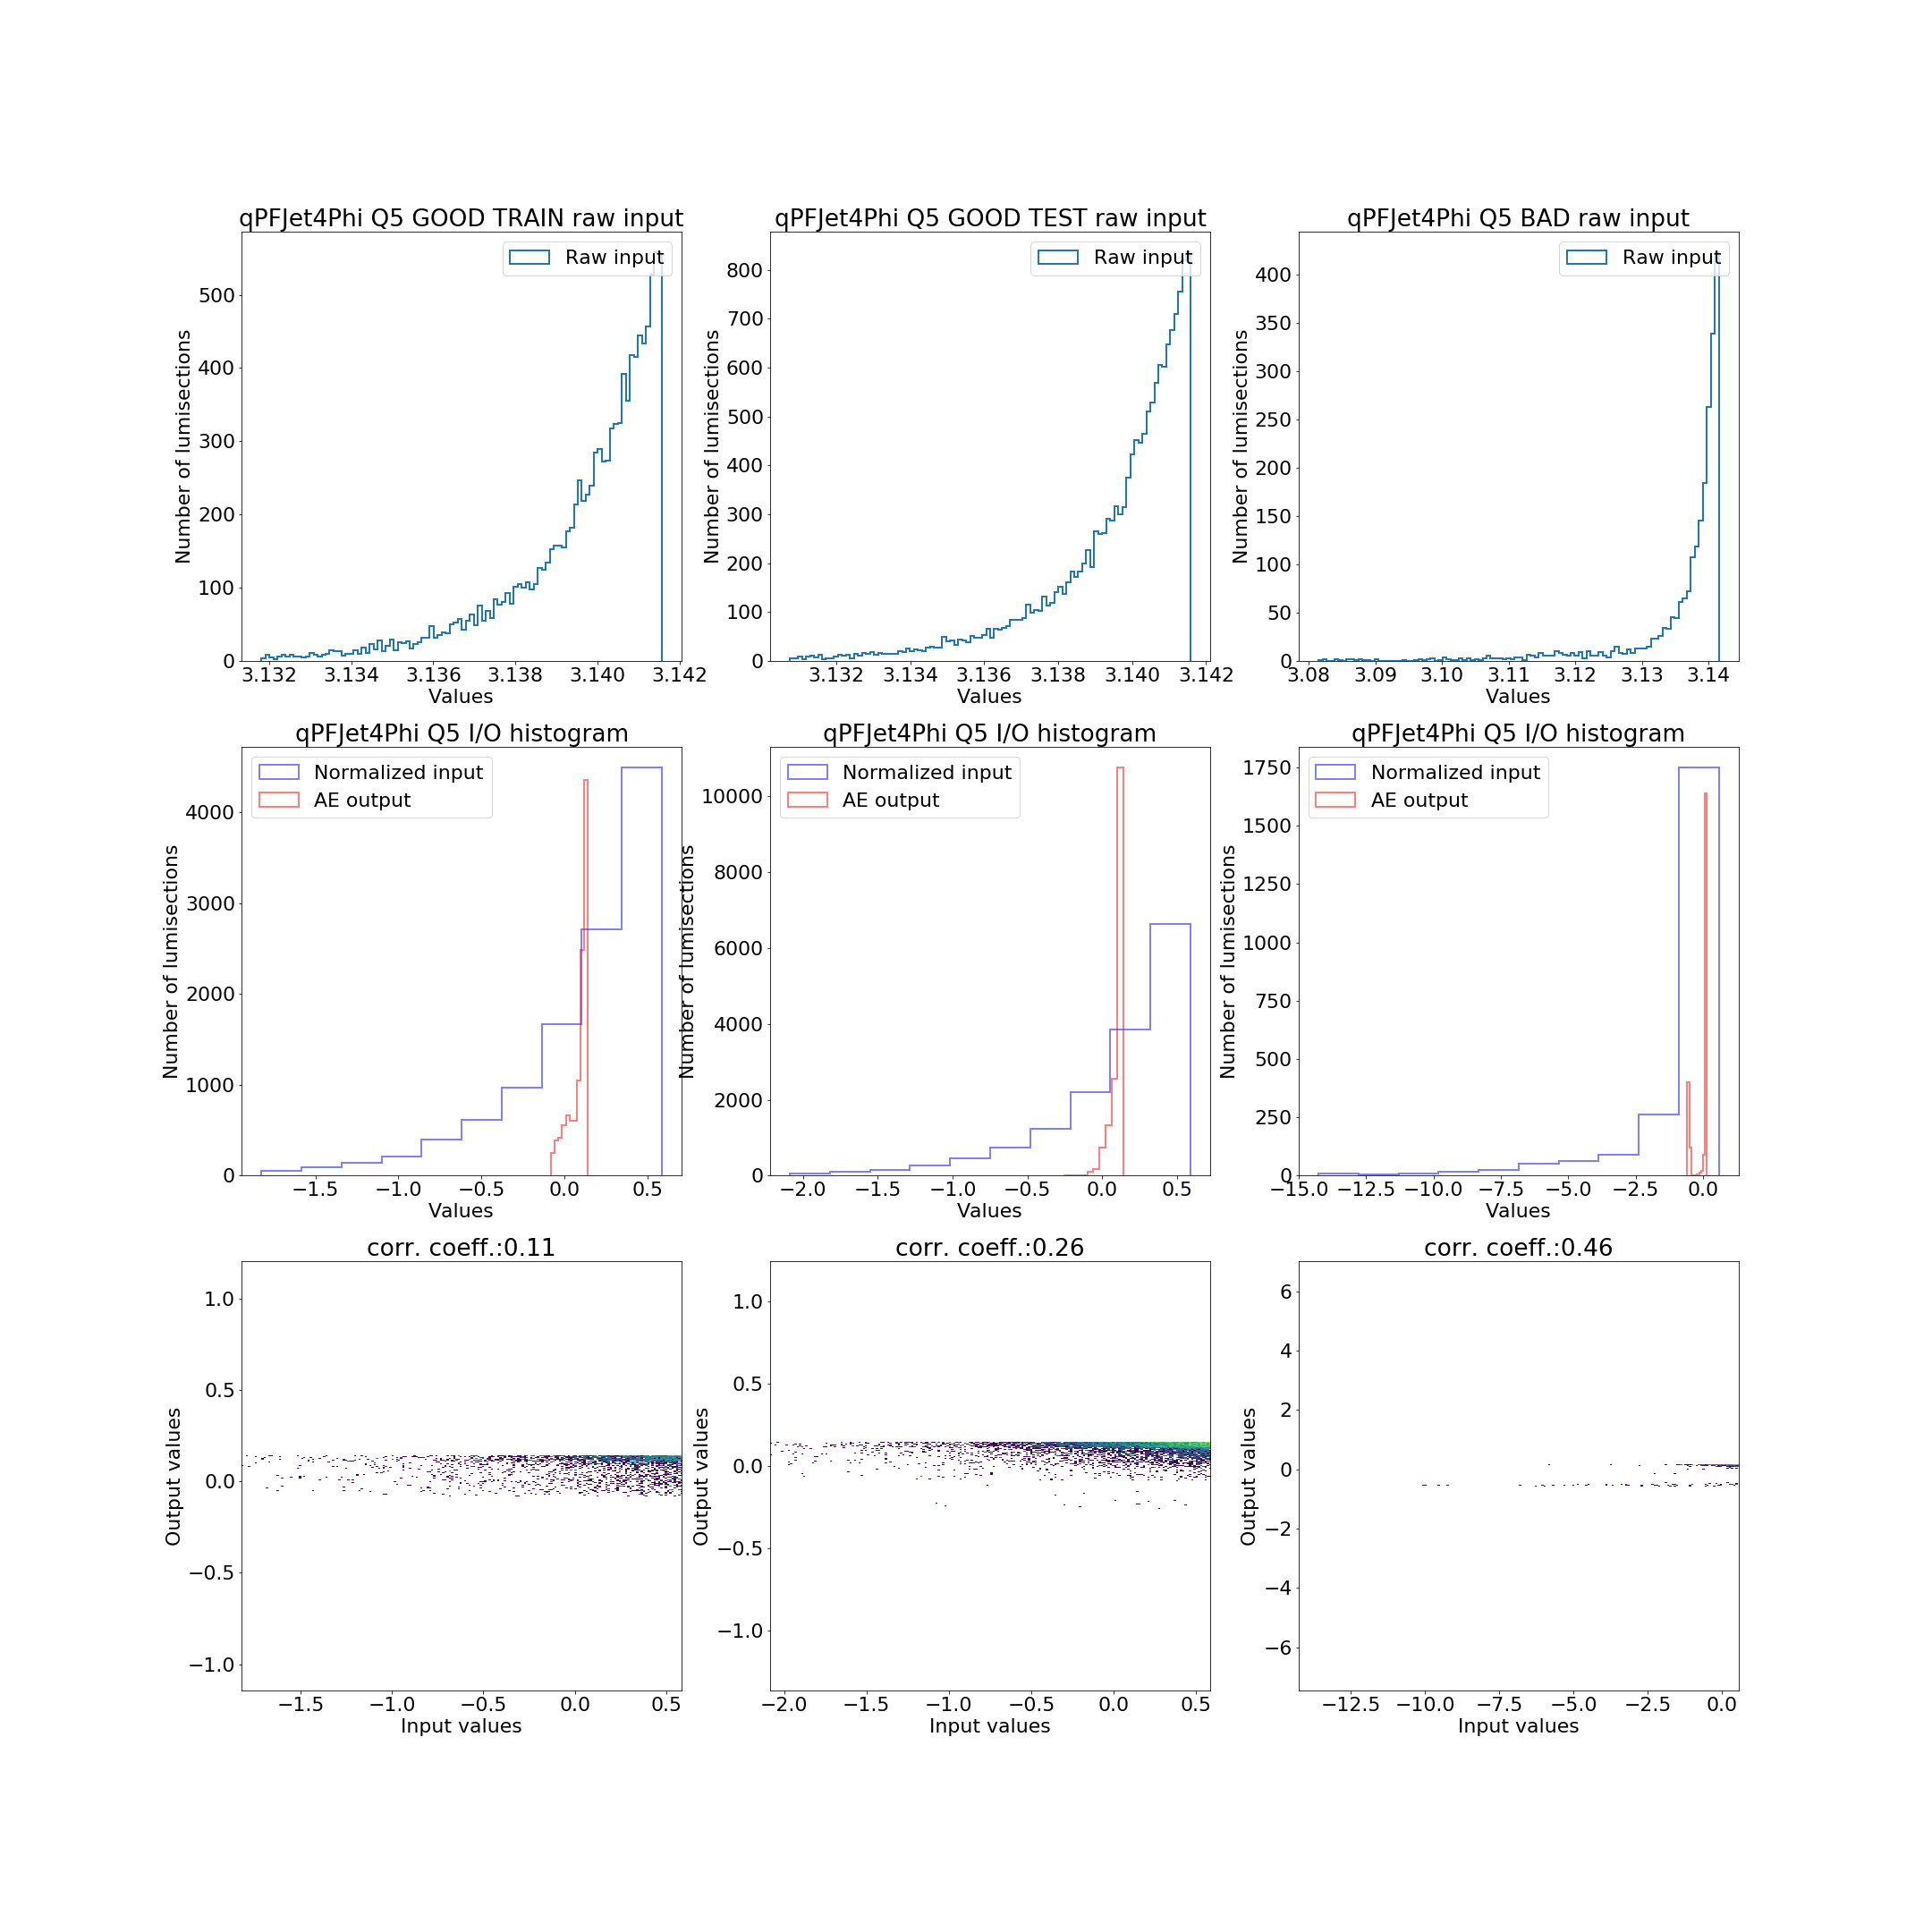 qPFJet4Phi Q5 GOOD TRAIN raw input
Raw input
Number of lumisections
500
400
300
200
100
0
3.132 3.134 3.136 3.138 3.140 3.142
Values
qPFJet4Phi Q5 GOOD TEST raw input
Raw input
Number of lumisections
800
700
600
500
400
300
200
100
0
3.132 3.134 3.136 3.138 3.140 3.142
Values
qPFJet4Phi Q5 BAD raw input
Raw input
Number of lumisections
400
350
300
250
200
150
100
50
0
3.08 3.09 3.10 3.11 3.12 3.13 3.14
Values
qPFJet4Phi Q5 I/O histogram
Normalized input
AE output
Number of lumisections
4000
3000
2000
1000
0
−1.5 −1.0 −0.5 0.0 0.5
Values
qPFJet4Phi Q5 I/O histogram
Normalized input
AE output
Number of lumisections
10000
8000
6000
4000
2000
0
−2.0 −1.5 −1.0 −0.5 0.0 0.5
Values
qPFJet4Phi Q5 I/O histogram
Normalized input
AE output
Number of lumisections
1750
1500
1250
1000
750
500
250
0
−15.0 −12.5 −10.0 −7.5 −5.0 −2.5 0.0
Values
corr. coeff.:0.11
Output values
1.0
0.5
0.0
−0.5
−1.0
−1.5 −1.0 −0.5 0.0 0.5
Input values
corr. coeff.:0.26
Output values
1.0
0.5
0.0
−0.5
−1.0
−2.0 −1.5 −1.0 −0.5 0.0 0.5
Input values
corr. coeff.:0.46
Output values
6
4
2
0
−2
−4
−6
−12.5 −10.0 −7.5 −5.0 −2.5 0.0
Input values